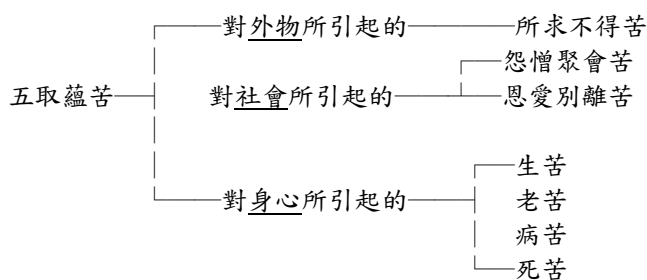 對外物所引起的 所求不得苦
怨憎聚會苦
五取蘊苦 對社會所引起的 恩愛別離苦
生苦
對身心所引起的 老苦
病苦
死苦